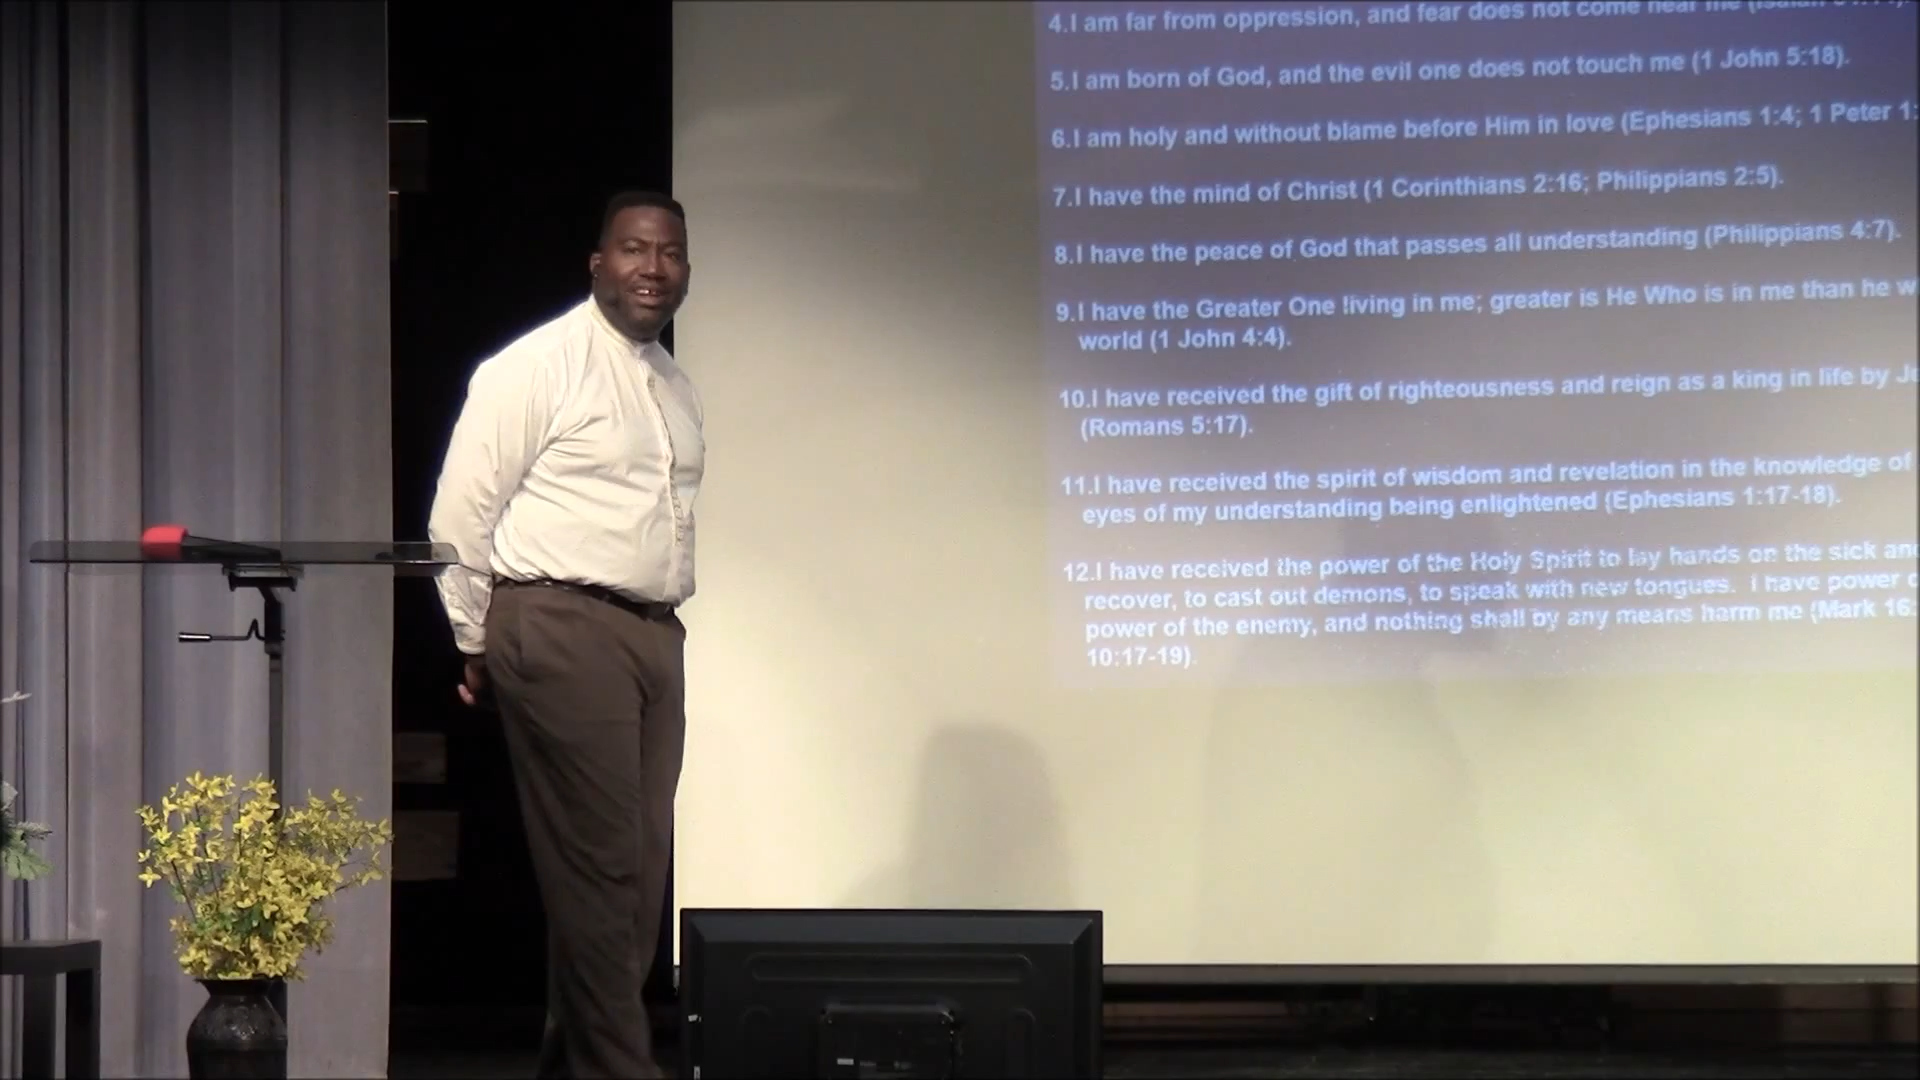 4.I am far from oppression, and fear does not come near me
5.I am born of God, and the evil one does not touch me (1 John 5:18).
6.I am holy and without blame before Him in love (Ephesians 1:4; 1 Peter 1:
7.I have the mind of Christ (1 Corinthians 2:16; Philippians 2:5).
8.I have the peace of God that passes all understanding (Philippians 4:7).
9.I have the Greater One living in me; greater is He Who is in me than he w
world (1 John 4:4).
10.I have received the gift of righteousness and reign as a king in life by Je
(Romans 5:17).
11.I have received the spirit of wisdom and revelation in the knowledge of
eyes of my understanding being enlightened (Ephesians 1:17-18).
12.I have received the power of the Holy Spirit to lay hands on the sick and
recover, to cast out demons, to speak with new tongues. I have power o
power of the enemy, and nothing shall by any means harm me (Mark 16:
10:17-19).